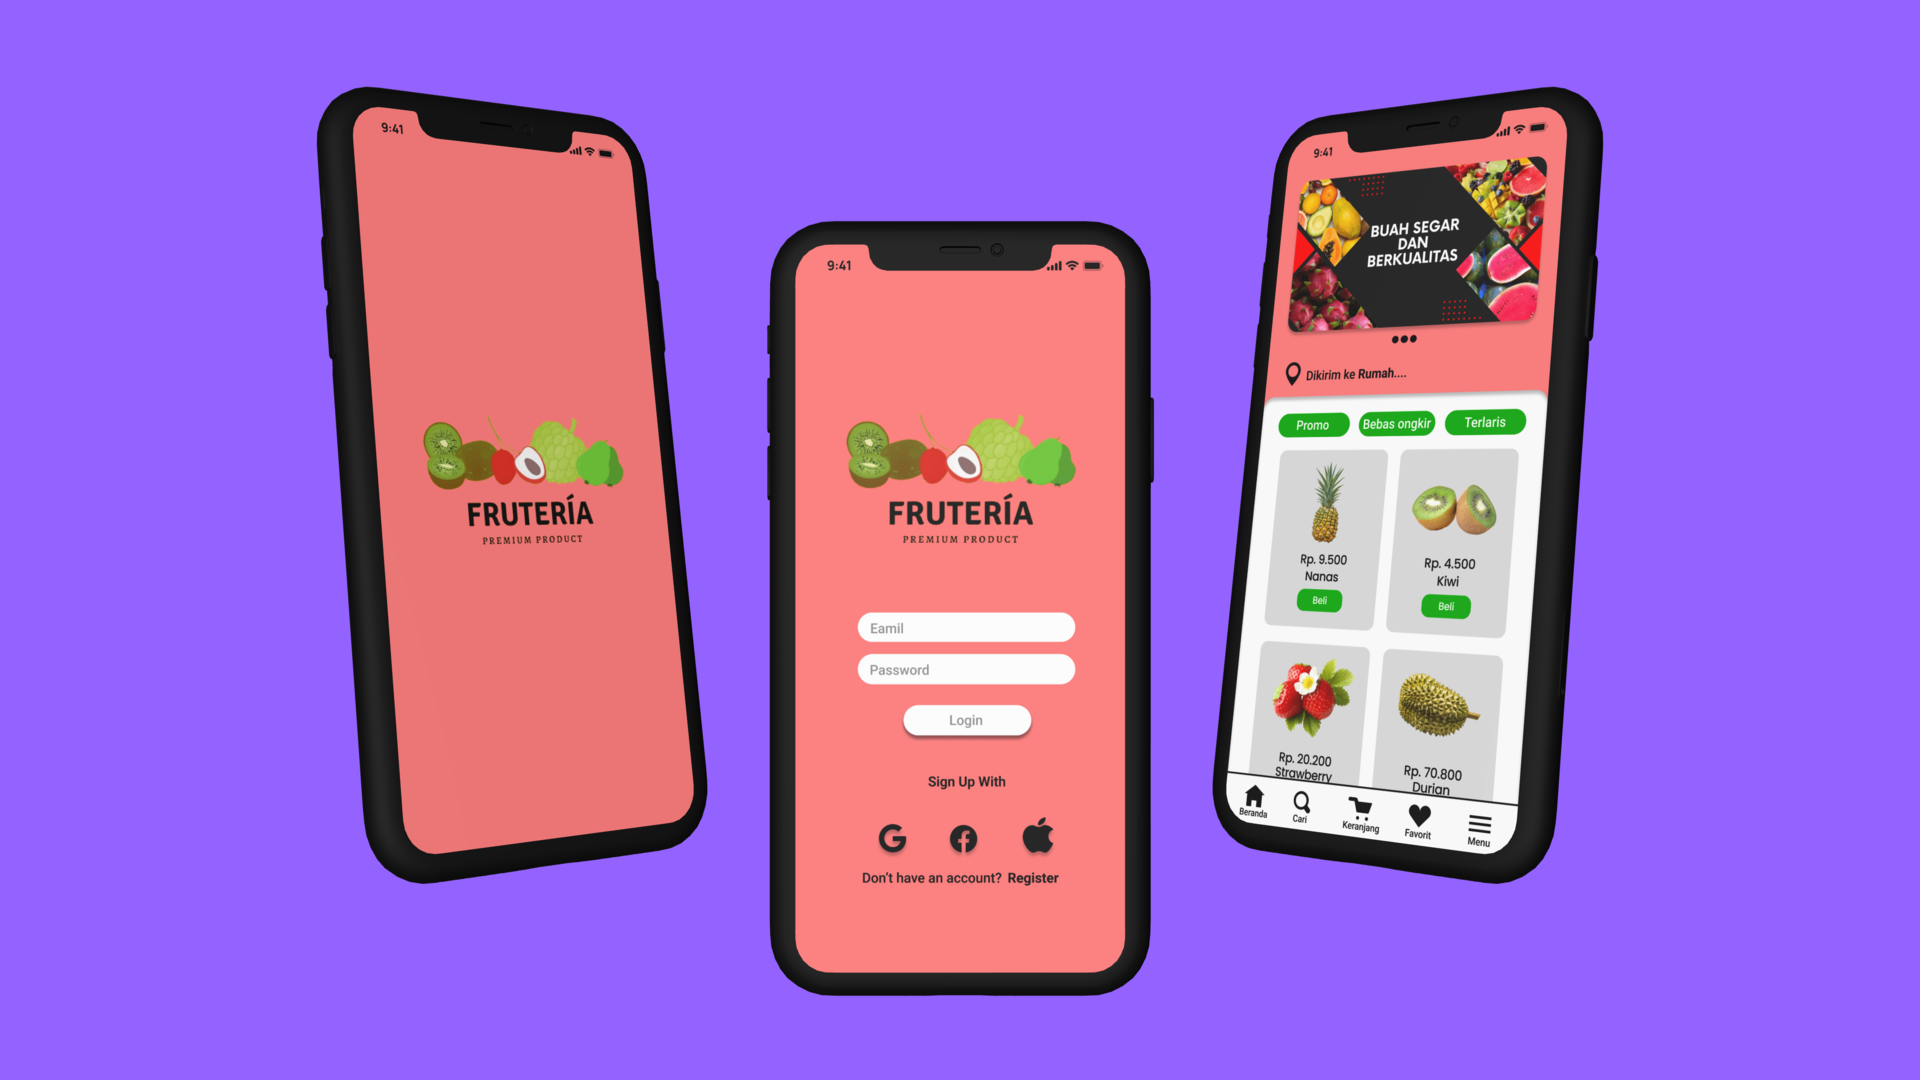 9:41
FRUTERÍA
PREMIUM PRODUCT
9:41
FRUTERÍA
PREMIUM PRODUCT
Eamil
Password
Login
Sign Up With
Don't have an account? Register
9:41
BUAH SEGAR
DAN
BERKUALITAS
Dikirim ke Rumah....
Promo Bebas ongkir Terlaris
Rp. 9.500
Nanas
Beli
Rp. 4.500
Kiwi
Beli
Rp. 20.200
Strawberry
Rp. 70.800
Durian
Beranda Cari Keranjang Favorit Menu